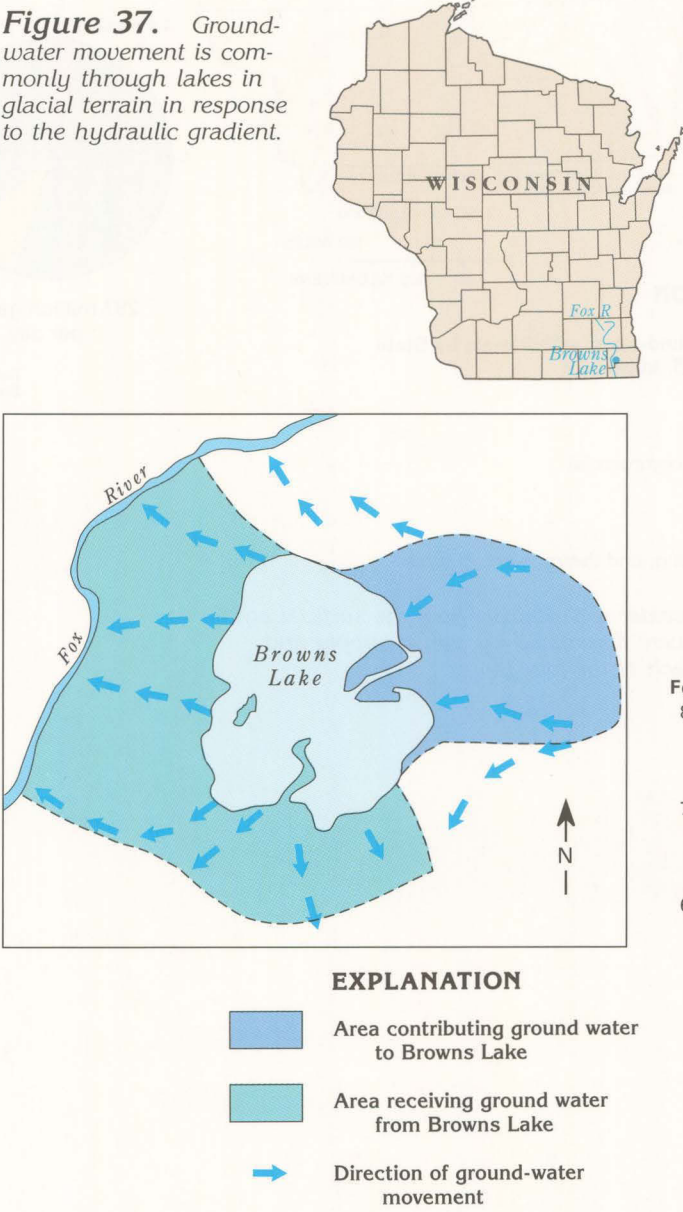 Figure 37. Ground-
water movement is com-
monly through lakes in
glacial terrain in response
to the hydraulic gradient.
WISCONSIN
Fox R
Browns
Lake
River
Fox
Browns
Lake
N
EXPLANATION
Area contributing ground water
to Browns Lake
Area receiving ground water
from Browns Lake
Direction of ground-water
movement